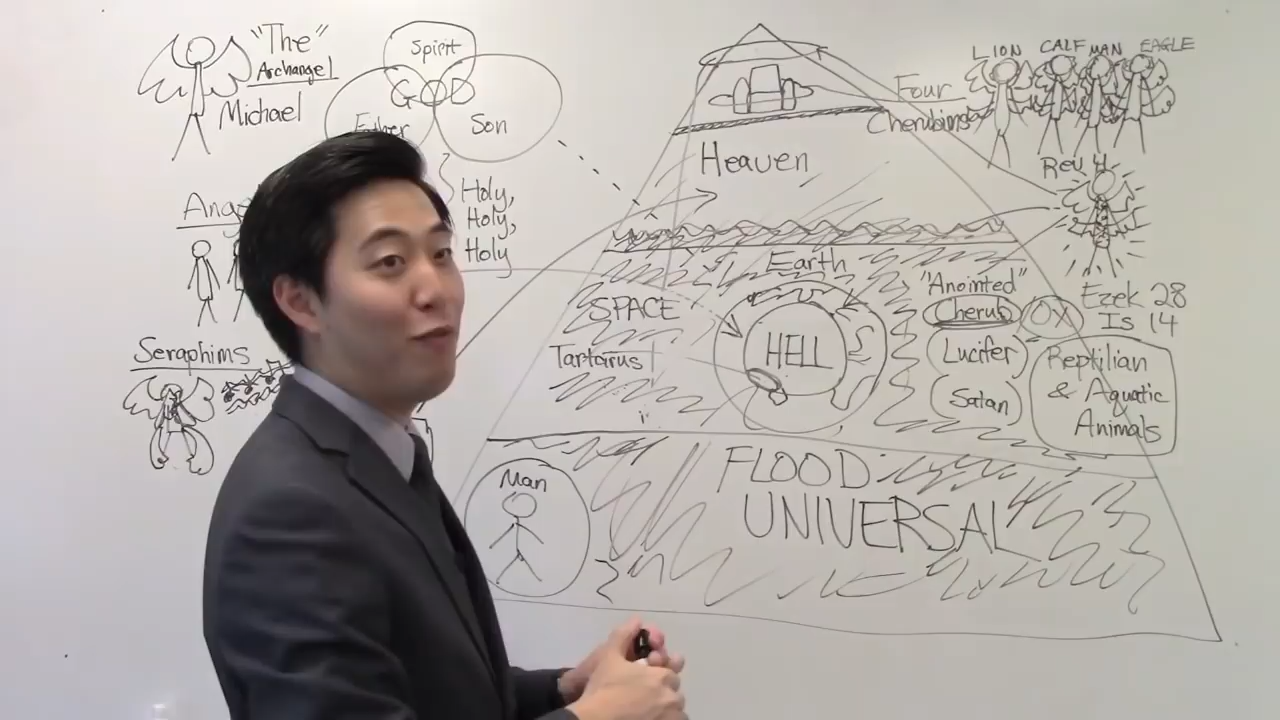 "The"
Archangel
Michael
Spirit
GOD
Father
Son
Holy,
Holy,
Holy
Seraphims
Heaven
Four
Cherubims
LION CALF MAN EAGLE
Rev 4
Earth
SPACE
Tartarus
HELL
"Anointed"
Cherub
OX
Lucifer
Satan
Ezek 28
Is 14
Reptilian
& Aquatic
Animals
Man
FLOOD
UNIVERSAL